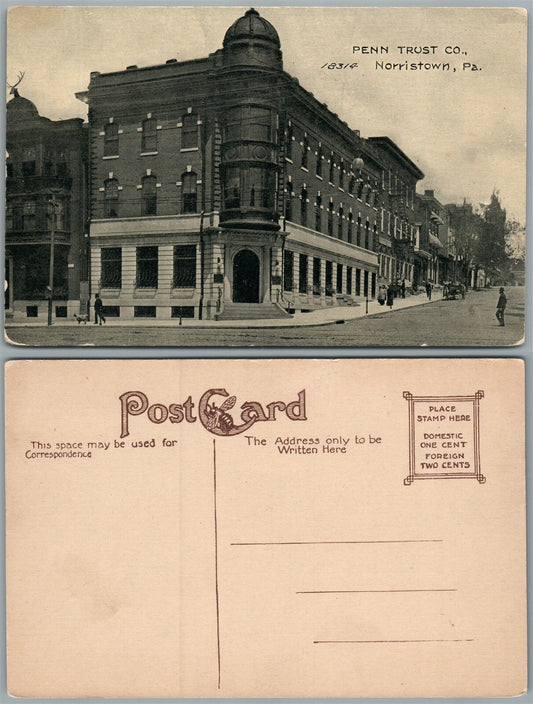 PENN TRUST CO.,
18314 Norristown, Pa.
Post Card
This space may be used for
Correspondence
The Address only to be
Written Here
PLACE
STAMP HERE
DOMESTIC
ONE CENT
FOREIGN
TWO CENTS